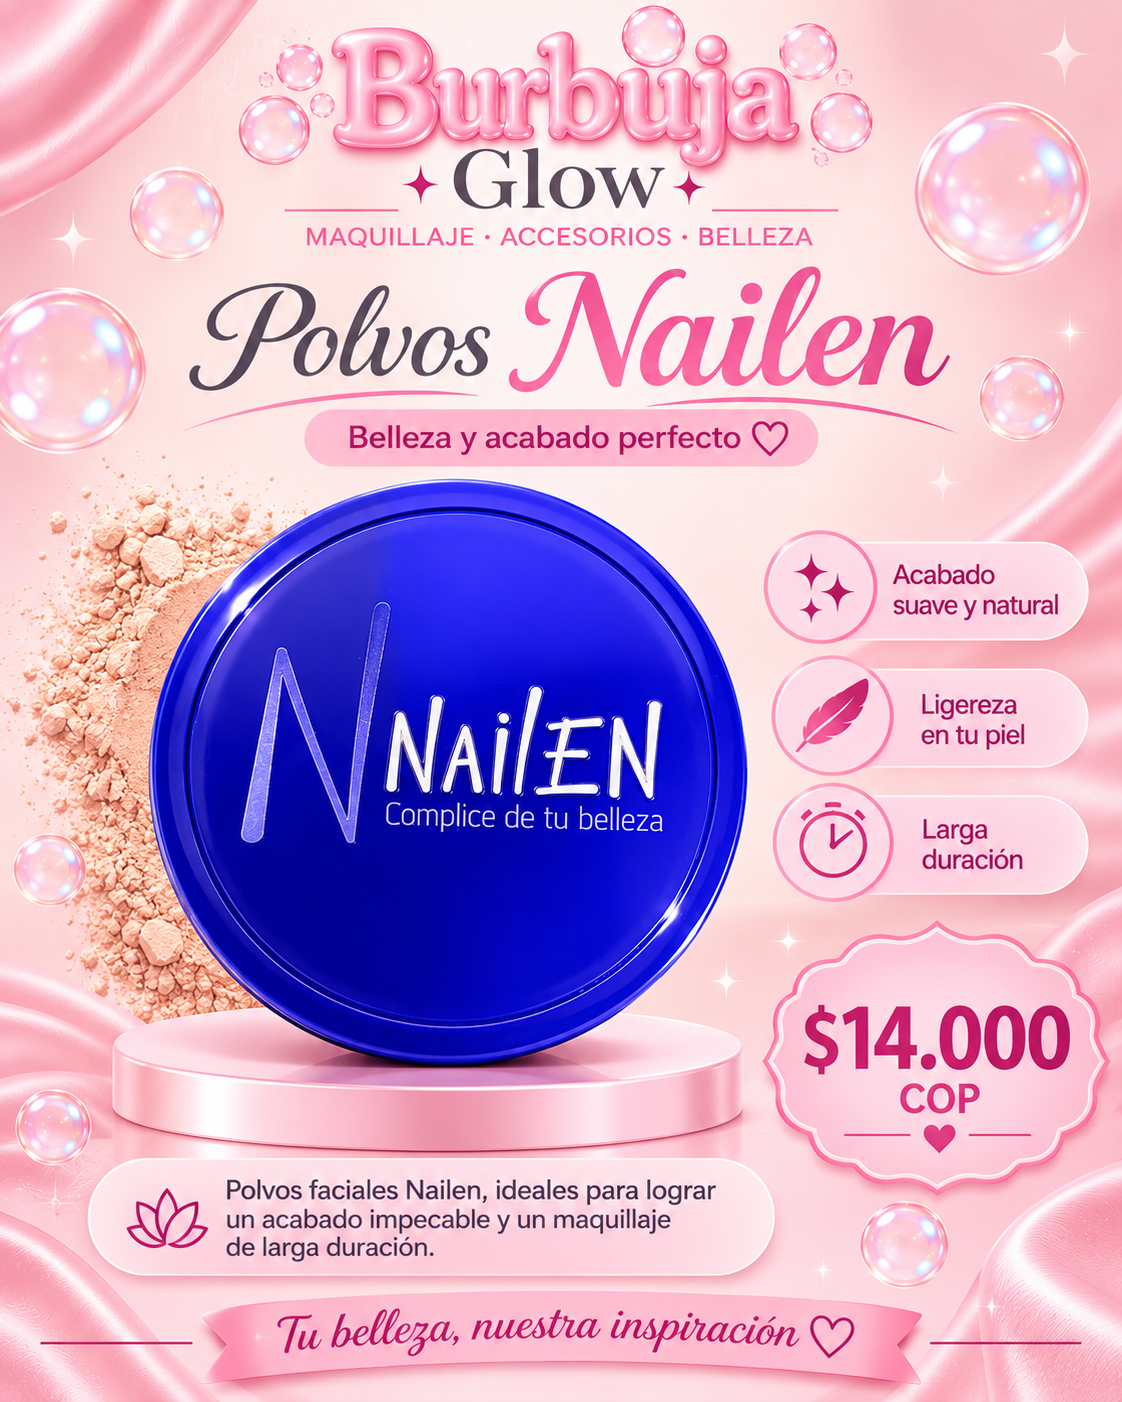 Burbuja
Glow
MAQUILLAJE · ACCESORIOS · BELLEZA
Polvos Nailen
Belleza y acabado perfecto
N NAilEN
Complice de tu belleza
Acabado
suave y natural
Ligereza
en tu piel
Larga
duración
$14.000
COP
Polvos faciales Nailen, ideales para lograr
un acabado impecable y un maquillaje
de larga duración.
Tu belleza, nuestra inspiración